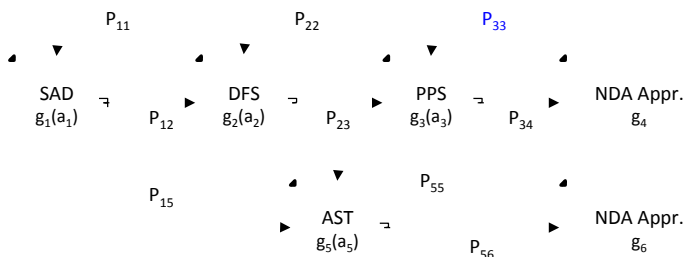 P₁₁ P₂₂ P₃₃
SAD DFS PPS NDA Appr.
g₁(a₁) P₁₂ g₂(a₂) P₂₃ g₃(a₃) P₃₄ g₄
P₁₅ P₅₅
AST NDA Appr.
g₅(a₅) P₅₆ g₆